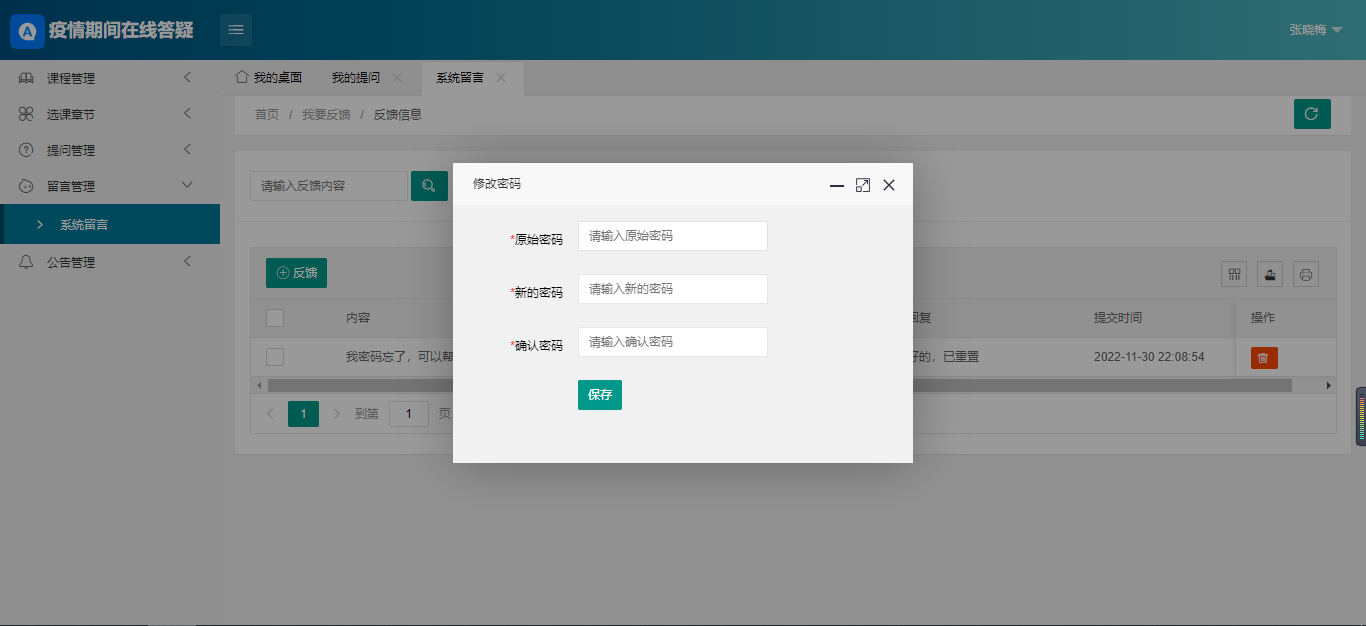 疫情期间在线答疑
张晓梅
课程管理
选课章节
提问管理
留言管理
系统留言
公告管理
我的桌面 我的提问 系统留言
首页 / 我要反馈 / 反馈信息
请输入反馈内容
反馈
内容 回复 提交时间 操作
我密码忘了，可以帮 好的，已重置 2022-11-30 22:08:54
1 到第 1 页
修改密码
*原始密码 请输入原始密码
*新的密码 请输入新的密码
*确认密码 请输入确认密码
保存